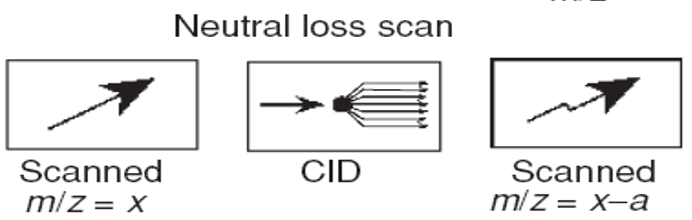 Neutral loss scan
Scanned CID Scanned
m/z = x m/z = x–a